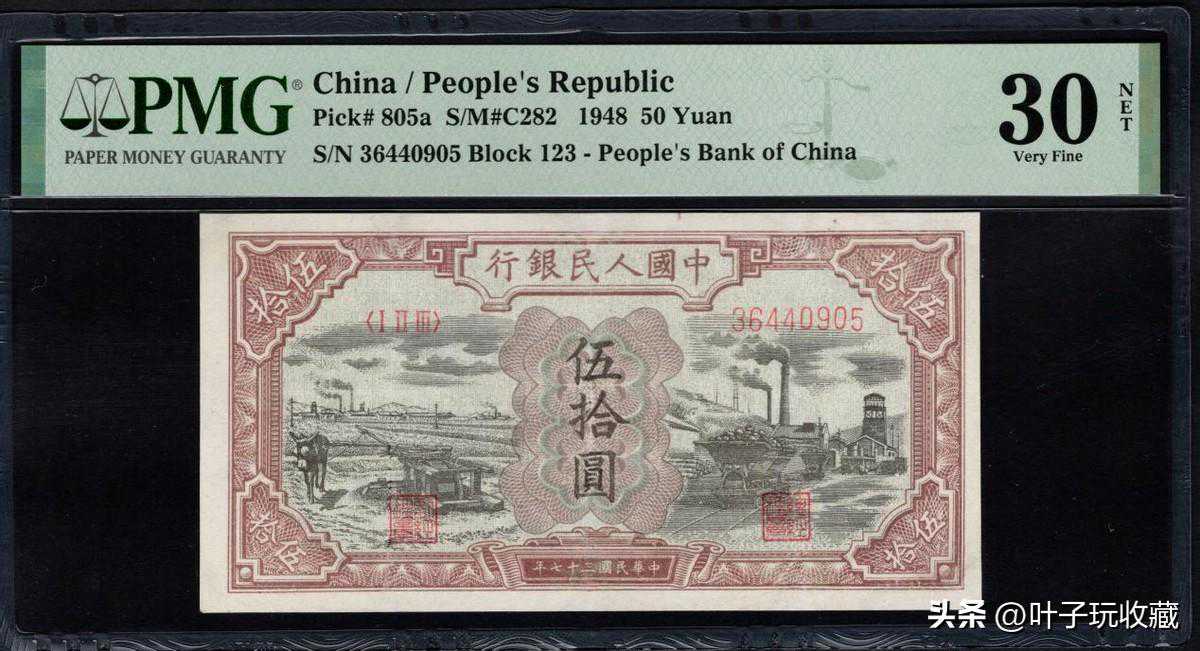 PMG®
PAPER MONEY GUARANTY
China / People's Republic
Pick# 805a S/M#C282 1948 50 Yuan
S/N 36440905 Block 123 - People's Bank of China
30
NET
Very Fine
行銀民人國中
拾伍
拾伍
〈I II III〉
36440905
伍拾圓
拾伍
拾伍
年七十三國民華中
头条 @叶子玩收藏